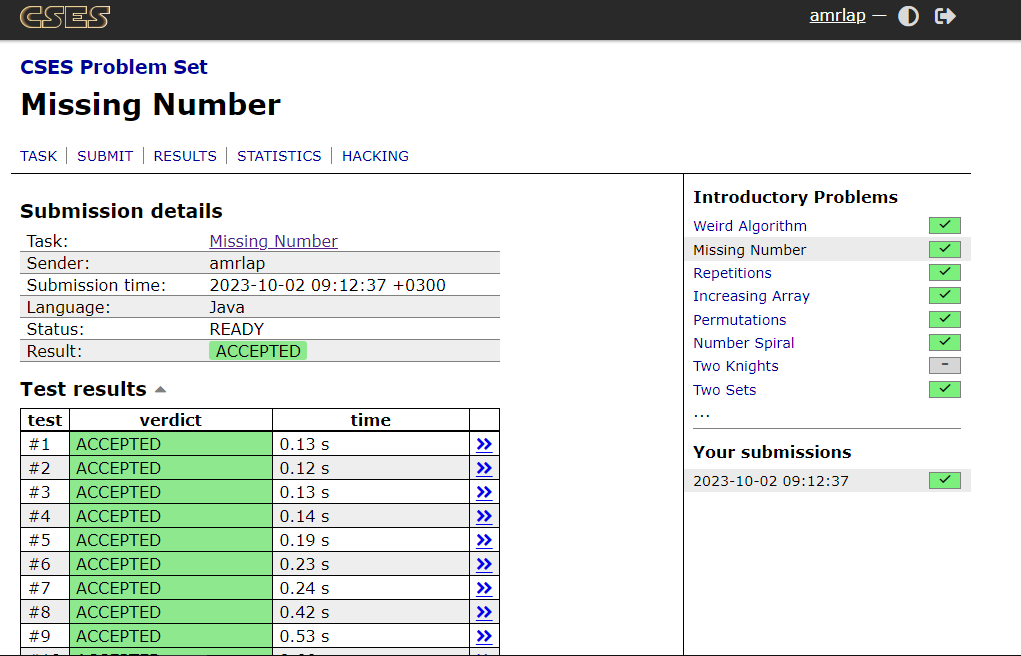 CSES
amrlap —
CSES Problem Set
Missing Number
TASK | SUBMIT | RESULTS | STATISTICS | HACKING
Submission details
Task: Missing Number
Sender: amrlap
Submission time: 2023-10-02 09:12:37 +0300
Language: Java
Status: READY
Result: ACCEPTED
Test results
test verdict time
#1 ACCEPTED 0.13 s »
#2 ACCEPTED 0.12 s »
#3 ACCEPTED 0.13 s »
#4 ACCEPTED 0.14 s »
#5 ACCEPTED 0.19 s »
#6 ACCEPTED 0.23 s »
#7 ACCEPTED 0.24 s »
#8 ACCEPTED 0.42 s »
#9 ACCEPTED 0.53 s »
Introductory Problems
Weird Algorithm ✓
Missing Number ✓
Repetitions ✓
Increasing Array ✓
Permutations ✓
Number Spiral ✓
Two Knights –
Two Sets ✓
...
Your submissions
2023-10-02 09:12:37 ✓